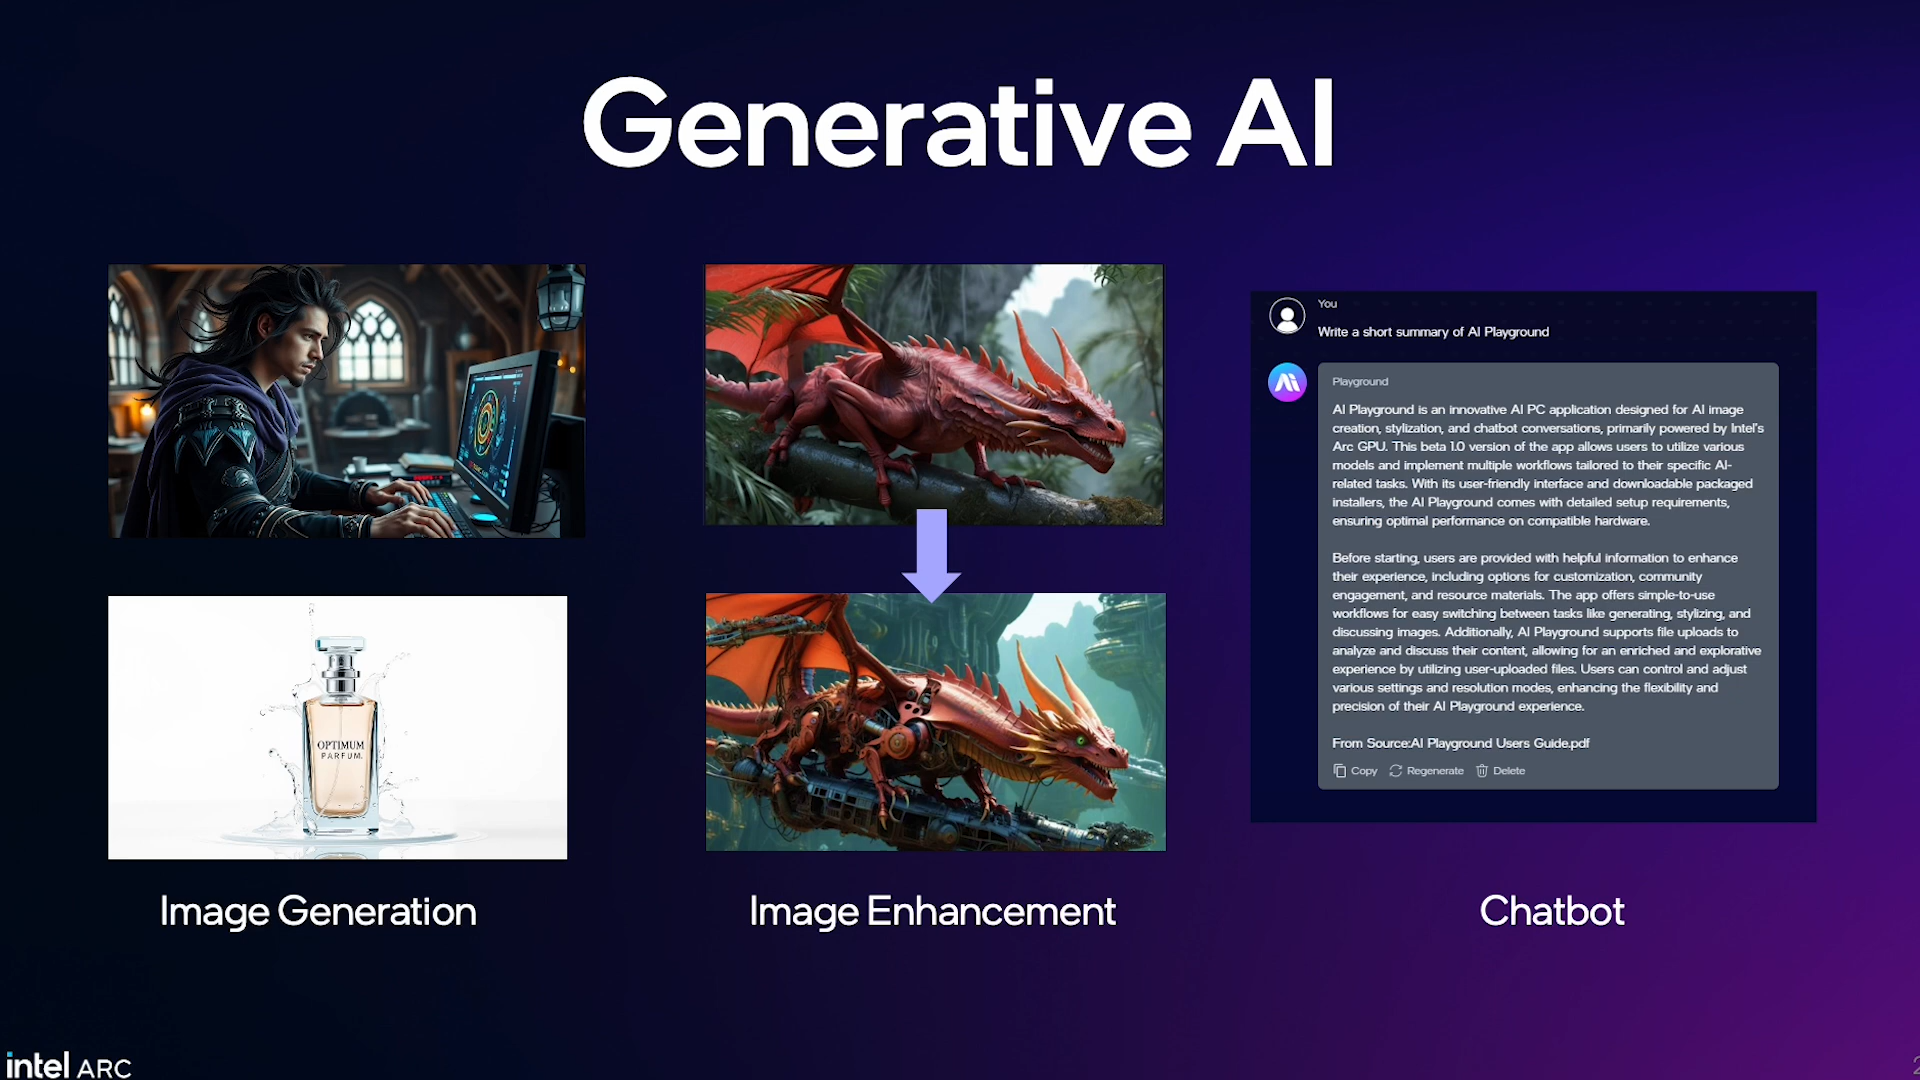 Generative AI
OPTIMUM
PARFUM.
Image Generation
Image Enhancement
You
Write a short summary of AI Playground
Playground
AI Playground is an innovative AI PC application designed for AI image
creation, stylization, and chatbot conversations, primarily powered by Intel's
Arc GPU. This beta 1.0 version of the app allows users to utilize various
models and implement multiple workflows tailored to their specific AI-
related tasks. With its user-friendly interface and downloadable packaged
installers, the AI Playground comes with detailed setup requirements,
ensuring optimal performance on compatible hardware.
Before starting, users are provided with helpful information to enhance
their experience, including options for customization, community
engagement, and resource materials. The app offers simple-to-use
workflows for easy switching between tasks like generating, stylizing, and
discussing images. Additionally, AI Playground supports file uploads to
analyze and discuss their content, allowing for an enriched and explorative
experience by utilizing user-uploaded files. Users can control and adjust
various settings and resolution modes, enhancing the flexibility and
precision of their AI Playground experience.
From Source:AI Playground Users Guide.pdf
Copy Regenerate Delete
Chatbot
intel ARC